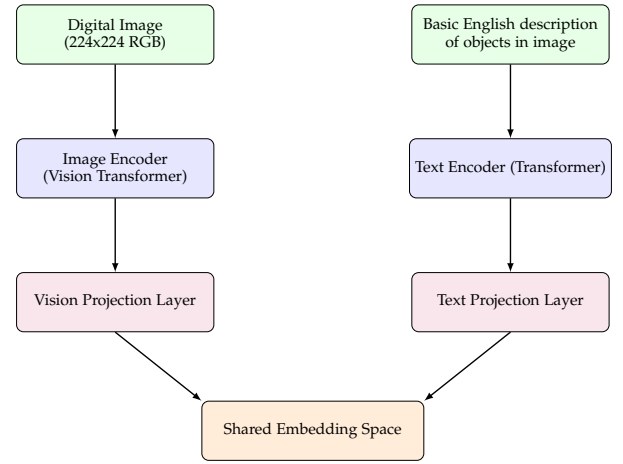 Digital Image
(224x224 RGB)
Basic English description
of objects in image
Image Encoder
(Vision Transformer)
Text Encoder (Transformer)
Vision Projection Layer
Text Projection Layer
Shared Embedding Space